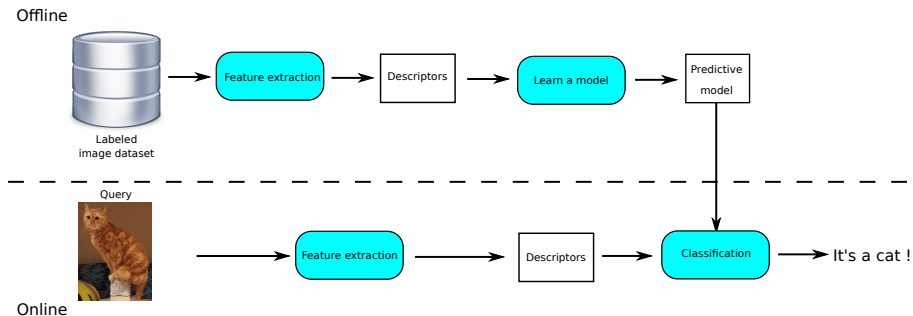 Offline
Feature extraction
Descriptors
Learn a model
Predictive
model
Labeled
image dataset
Query
Feature extraction
Descriptors
Classification
It's a cat !
Online